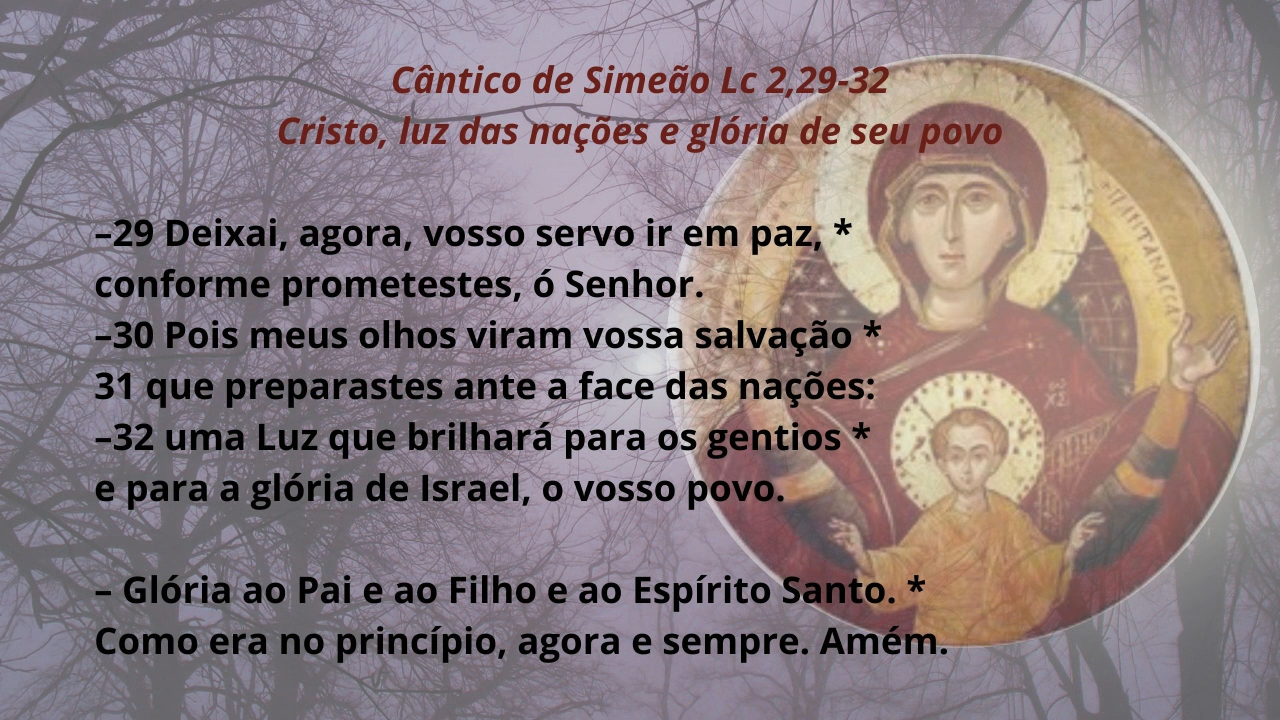 Cântico de Simeão Lc 2,29-32
Cristo, luz das nações e glória de seu povo
–29 Deixai, agora, vosso servo ir em paz, *
conforme prometestes, ó Senhor.
–30 Pois meus olhos viram vossa salvação *
31 que preparastes ante a face das nações:
–32 uma Luz que brilhará para os gentios *
e para a glória de Israel, o vosso povo.
– Glória ao Pai e ao Filho e ao Espírito Santo. *
Como era no princípio, agora e sempre. Amém.